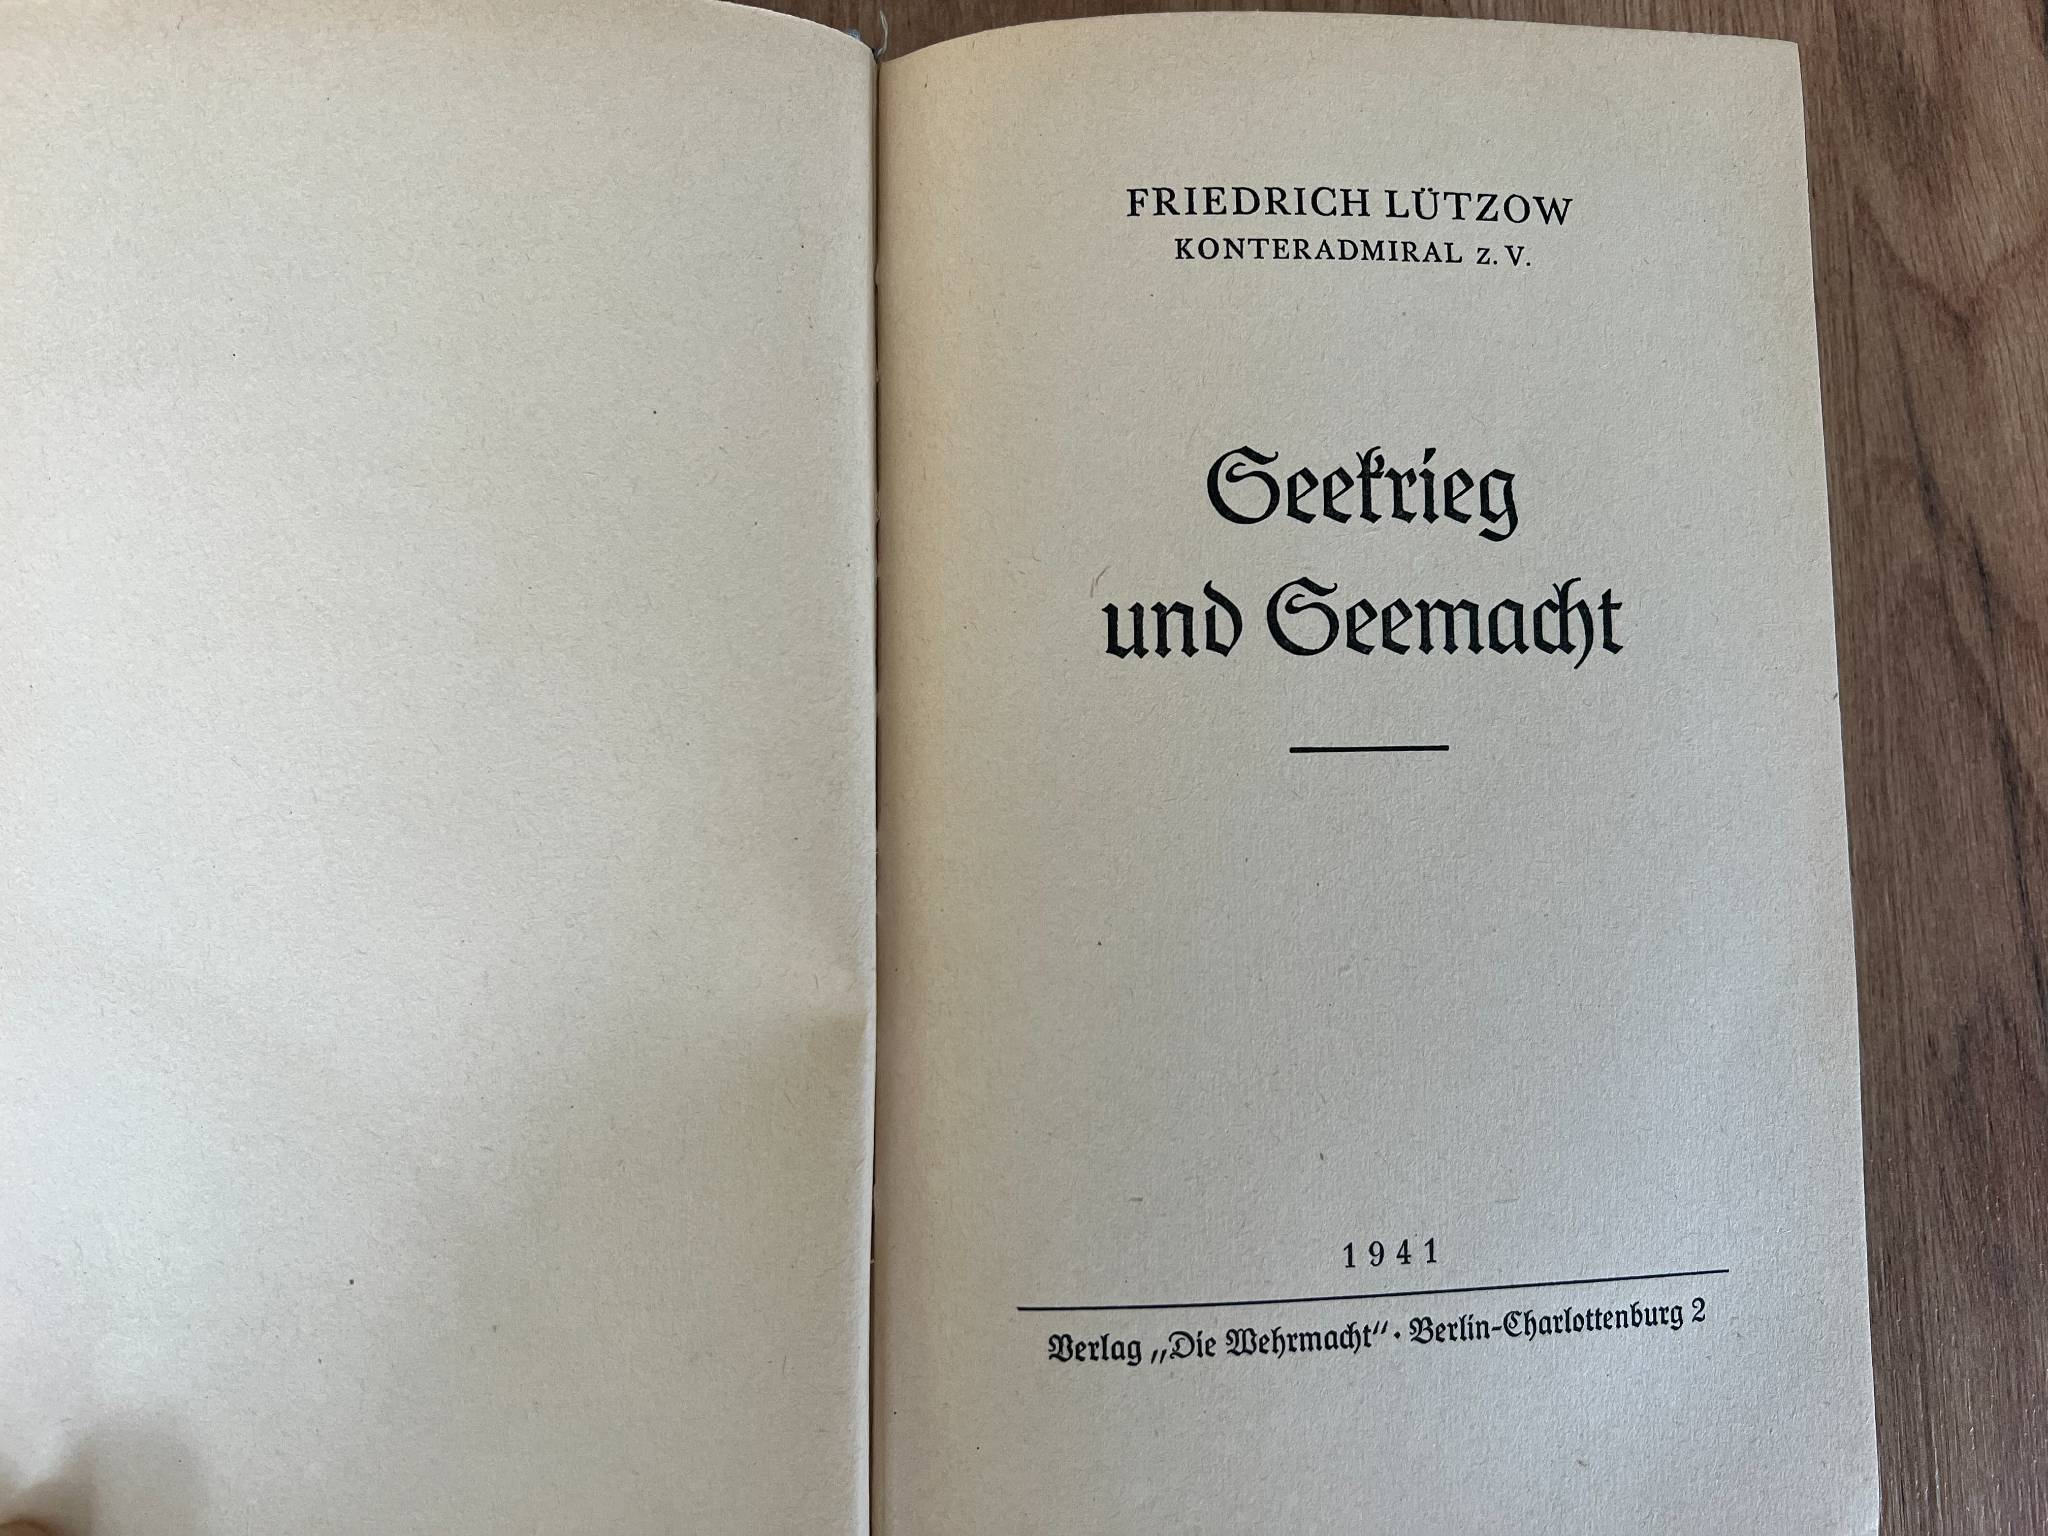 FRIEDRICH LÜTZOW
KONTERADMIRAL z. V.
Seekrieg
und Seemacht
1941
Verlag „Die Wehrmacht“ · Berlin-Charlottenburg 2